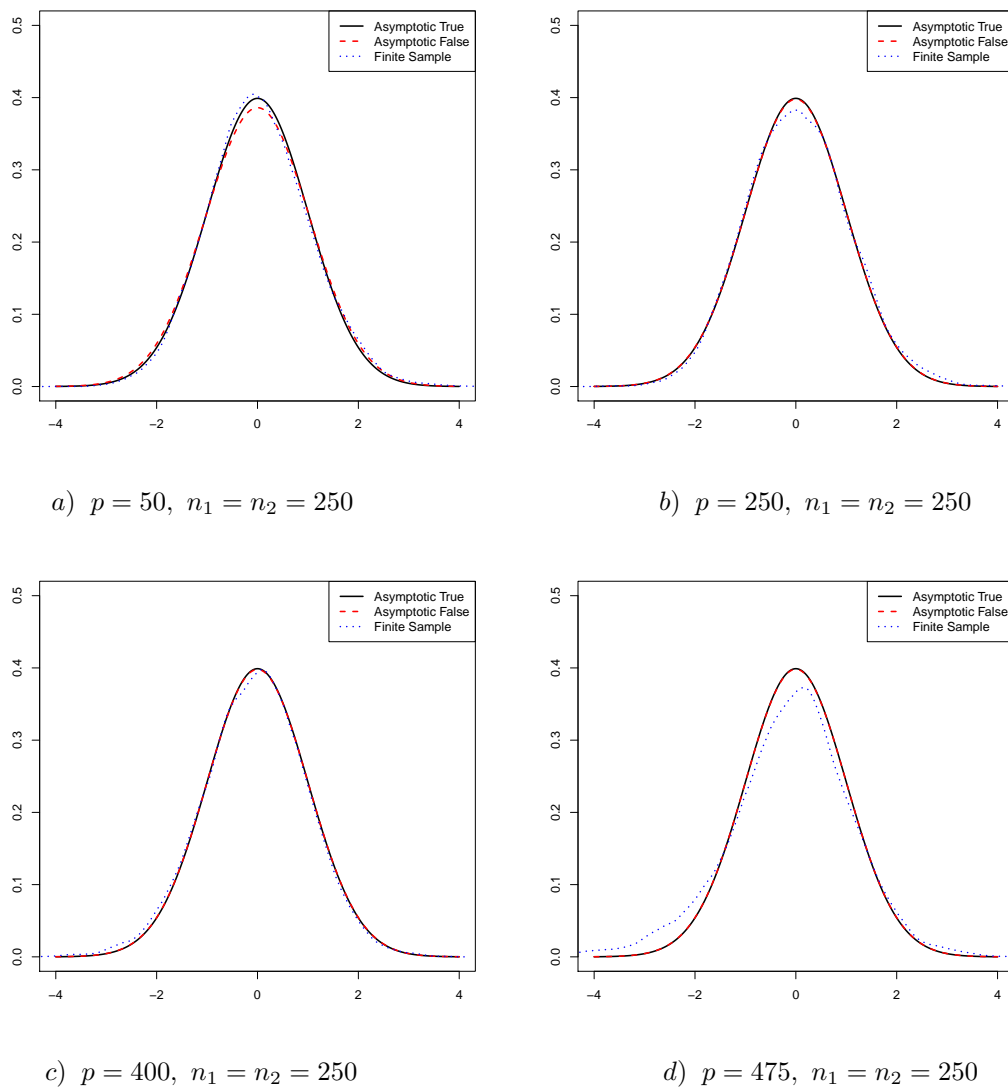 0.5
0.4
0.3
0.2
0.1
0.0
−4 −2 0 2 4
Asymptotic True
Asymptotic False
Finite Sample
a) p = 50, n1 = n2 = 250
0.5
0.4
0.3
0.2
0.1
0.0
−4 −2 0 2 4
Asymptotic True
Asymptotic False
Finite Sample
b) p = 250, n1 = n2 = 250
0.5
0.4
0.3
0.2
0.1
0.0
−4 −2 0 2 4
Asymptotic True
Asymptotic False
Finite Sample
c) p = 400, n1 = n2 = 250
0.5
0.4
0.3
0.2
0.1
0.0
−4 −2 0 2 4
Asymptotic True
Asymptotic False
Finite Sample
d) p = 475, n1 = n2 = 250